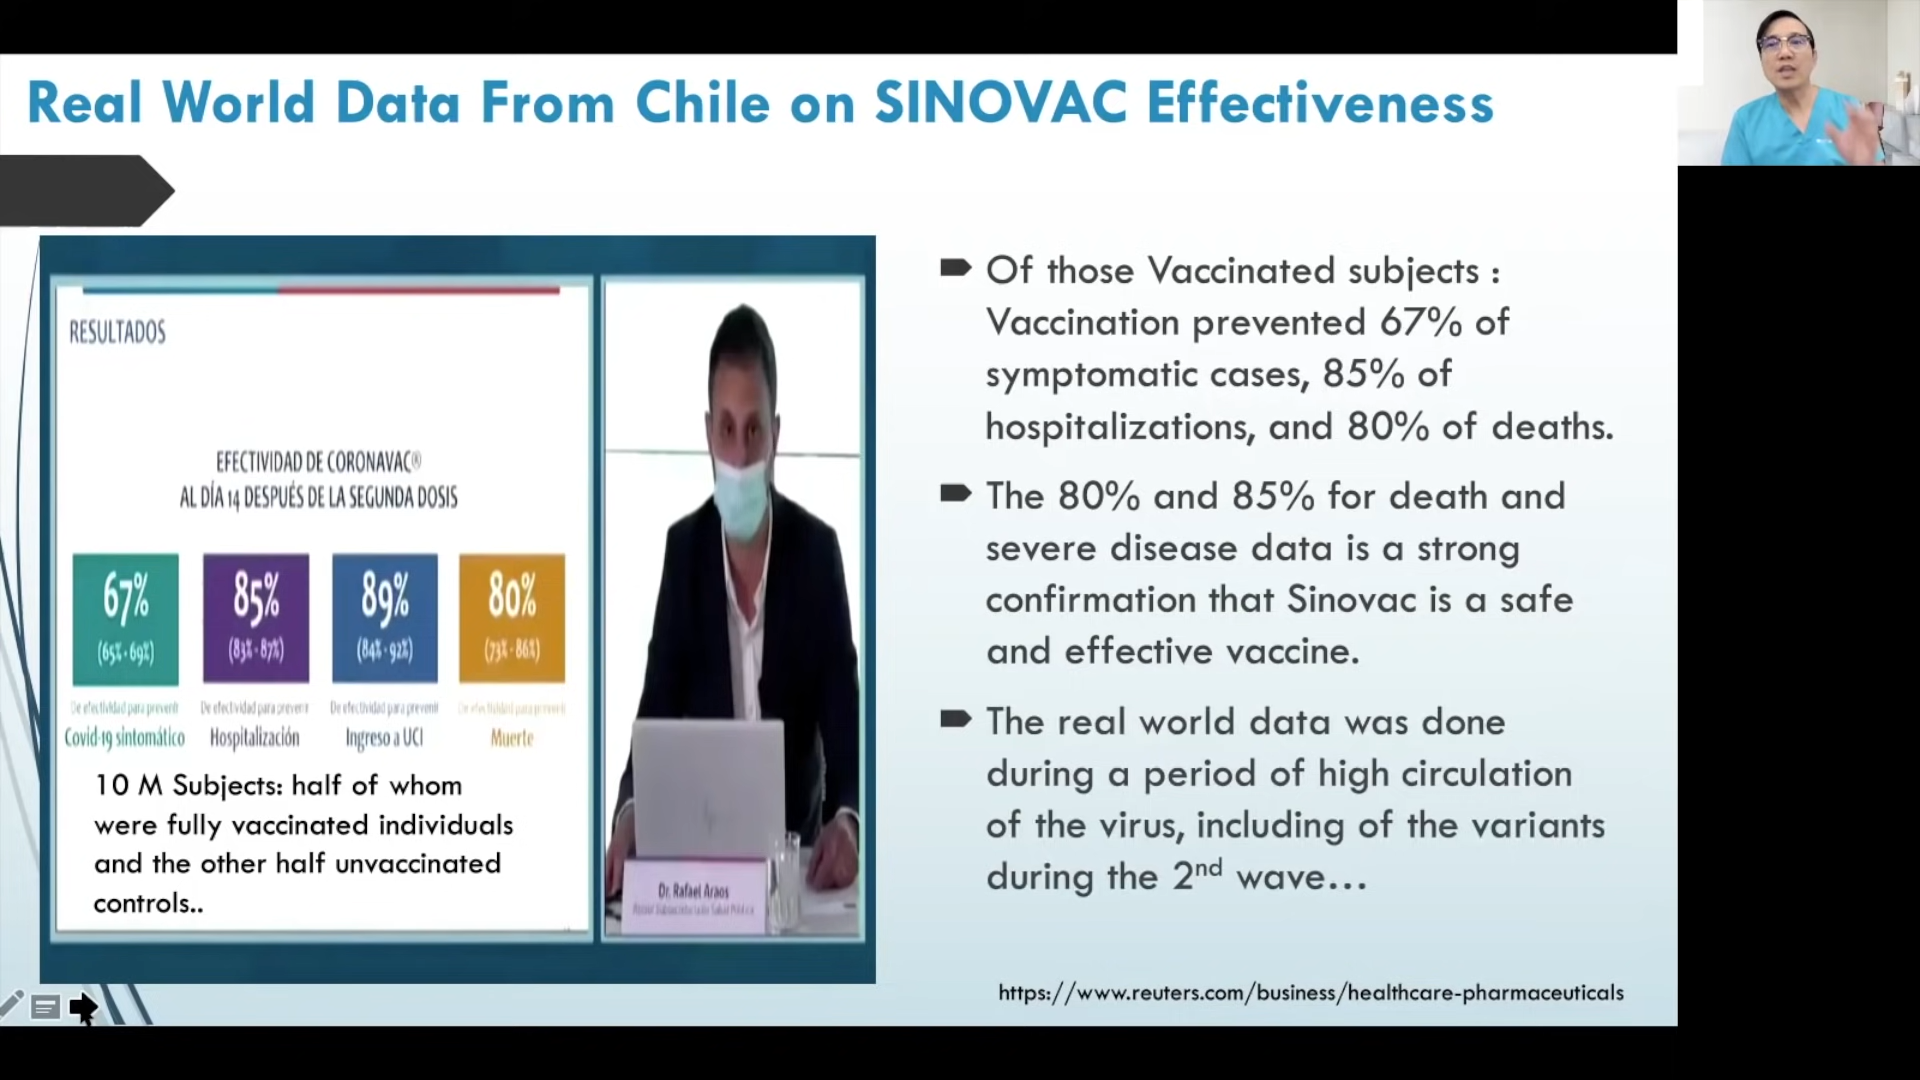 Real World Data From Chile on SINOVAC Effectiveness
RESULTADOS
EFECTIVIDAD DE CORONAVAC®
AL DÍA 14 DESPUÉS DE LA SEGUNDA DOSIS
67% 85% 89% 80%
(65%-69%) (83%-87%) (84%-92%) (73%-86%)
De efectividad para prevenir De efectividad para prevenir De efectividad para prevenir De efectividad para prevenir
Covid-19 sintomático Hospitalización Ingreso a UCI Muerte
10 M Subjects: half of whom
were fully vaccinated individuals
and the other half unvaccinated
controls..
Dr. Rafael Araos
Of those Vaccinated subjects :
Vaccination prevented 67% of
symptomatic cases, 85% of
hospitalizations, and 80% of deaths.
The 80% and 85% for death and
severe disease data is a strong
confirmation that Sinovac is a safe
and effective vaccine.
The real world data was done
during a period of high circulation
of the virus, including of the variants
during the 2nd wave...
https://www.reuters.com/business/healthcare-pharmaceuticals